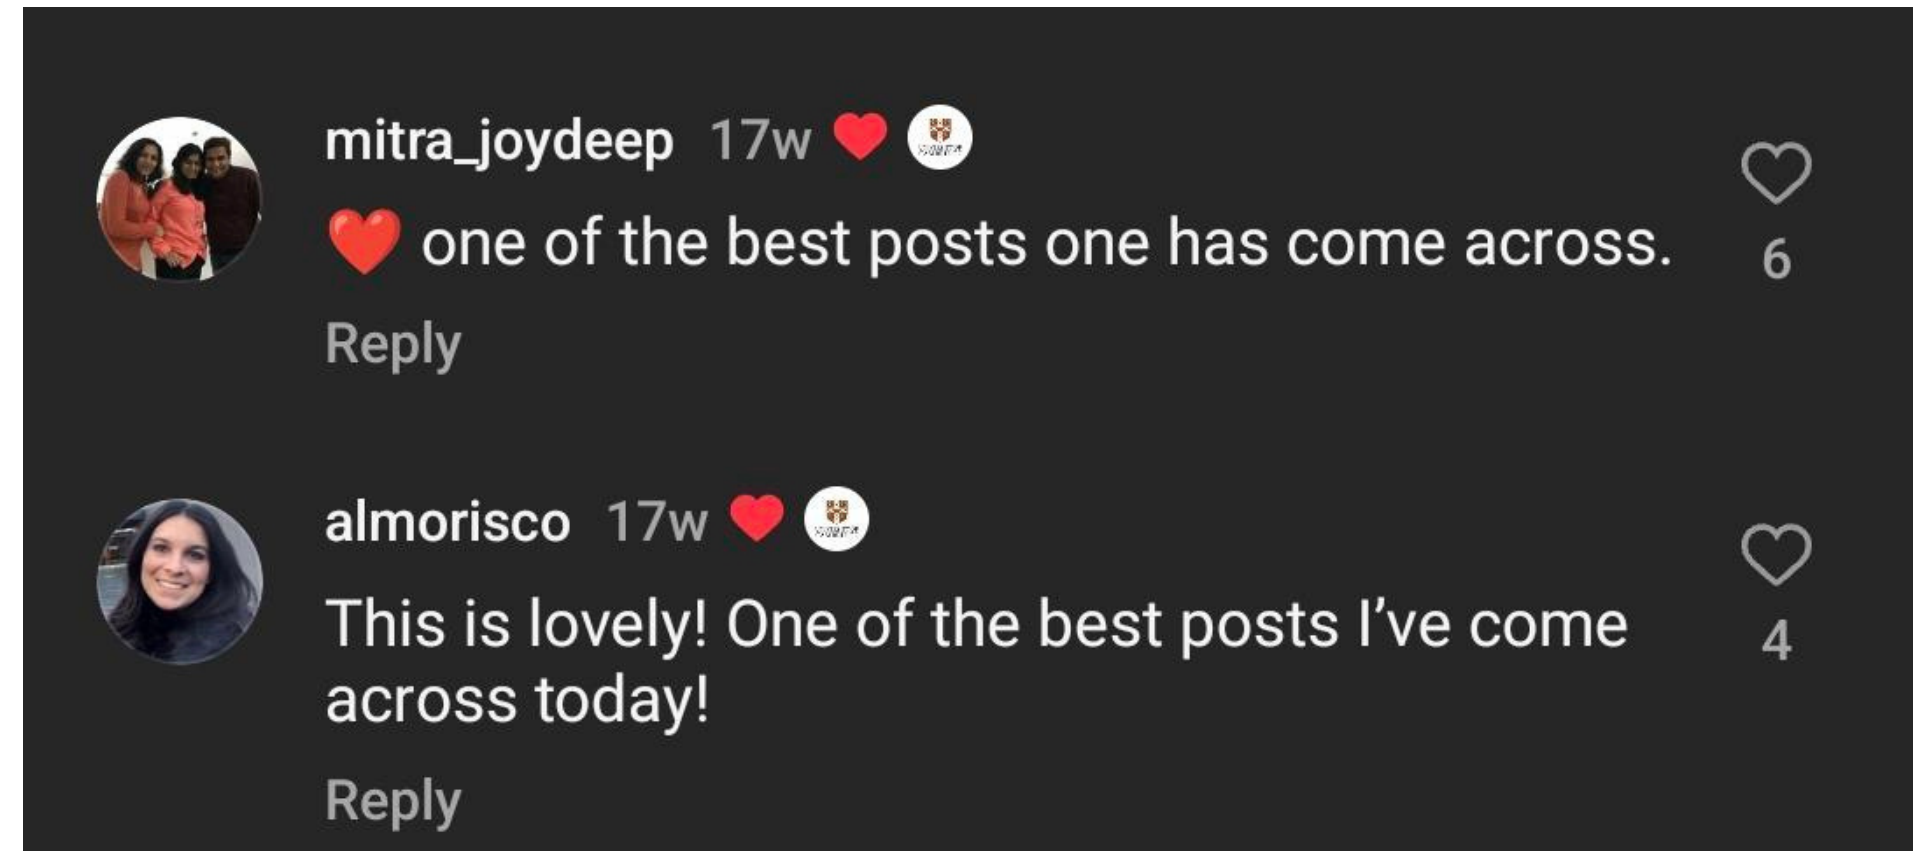 mitra_joydeep 17w
❤️ one of the best posts one has come across.
6
Reply
almorisco 17w
This is lovely! One of the best posts I’ve come
across today!
4
Reply